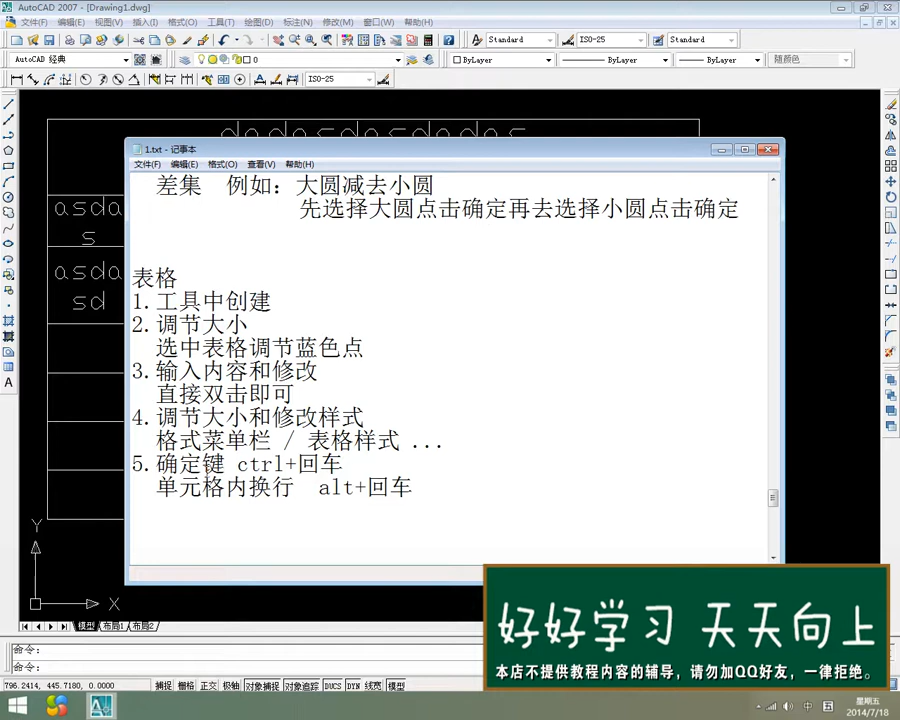 AutoCAD 2007 - [Drawing1.dwg]
文件(F) 编辑(E) 视图(V) 插入(I) 格式(O) 工具(T) 绘图(D) 标注(N) 修改(M) 窗口(W) 帮助(H)
Standard ISO-25 Standard
AutoCAD 经典 0 ByLayer ByLayer ByLayer 随颜色
ISO-25
asda
s
asda
sd
1.txt - 记事本
文件(F) 编辑(E) 格式(O) 查看(V) 帮助(H)
差集 例如：大圆减去小圆
先选择大圆点击确定再去选择小圆点击确定
表格
1.工具中创建
2.调节大小
选中表格调节蓝色点
3.输入内容和修改
直接双击即可
4.调节大小和修改样式
格式菜单栏 / 表格样式 ...
5.确定键 ctrl+回车
单元格内换行 alt+回车
Y
X
模型 布局1 布局2
好好学习 天天向上
本店不提供教程内容的辅导，请勿加QQ好友，一律拒绝。
命令：
命令：
796.2414, 445.7180, 0.0000 捕捉 栅格 正交 极轴 对象捕捉 对象追踪 DUCS DYN 线宽 模型
中 五
星期五
2014/7/18